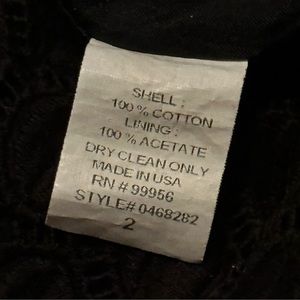 SHELL :
100 % COTTON
LINING :
100 % ACETATE
DRY CLEAN ONLY
MADE IN USA
RN # 99956
STYLE# 0468282
2